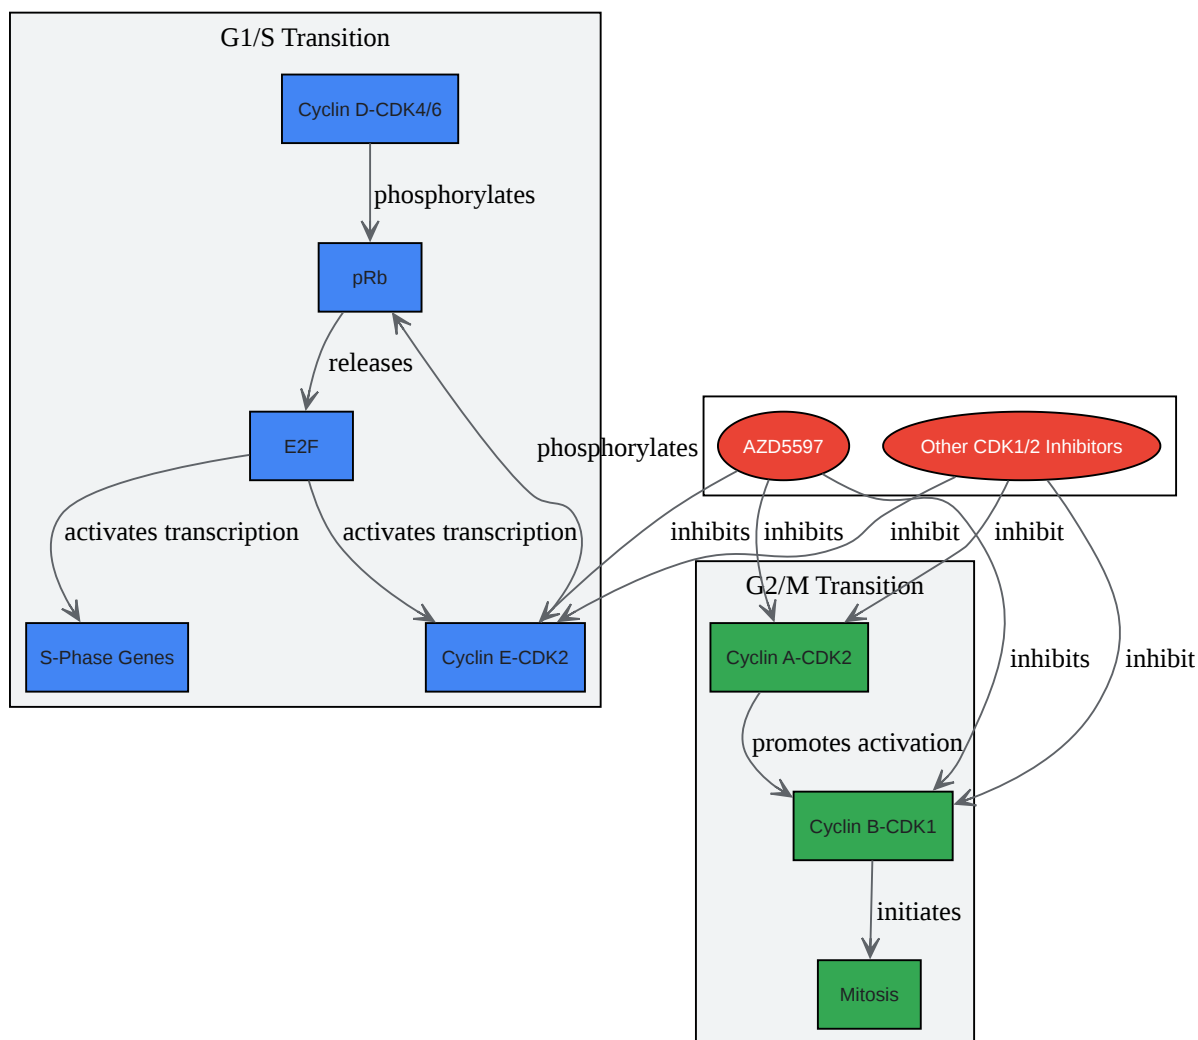 G1/S Transition
Cyclin D-CDK4/6
phosphorylates
pRb
releases
E2F
phosphorylates
AZD5597
Other CDK1/2 Inhibitors
activates transcription
activates transcription
inhibits
inhibits
inhibit
inhibit
G2/M Transition
S-Phase Genes
Cyclin E-CDK2
Cyclin A-CDK2
inhibits
inhibit
promotes activation
Cyclin B-CDK1
initiates
Mitosis